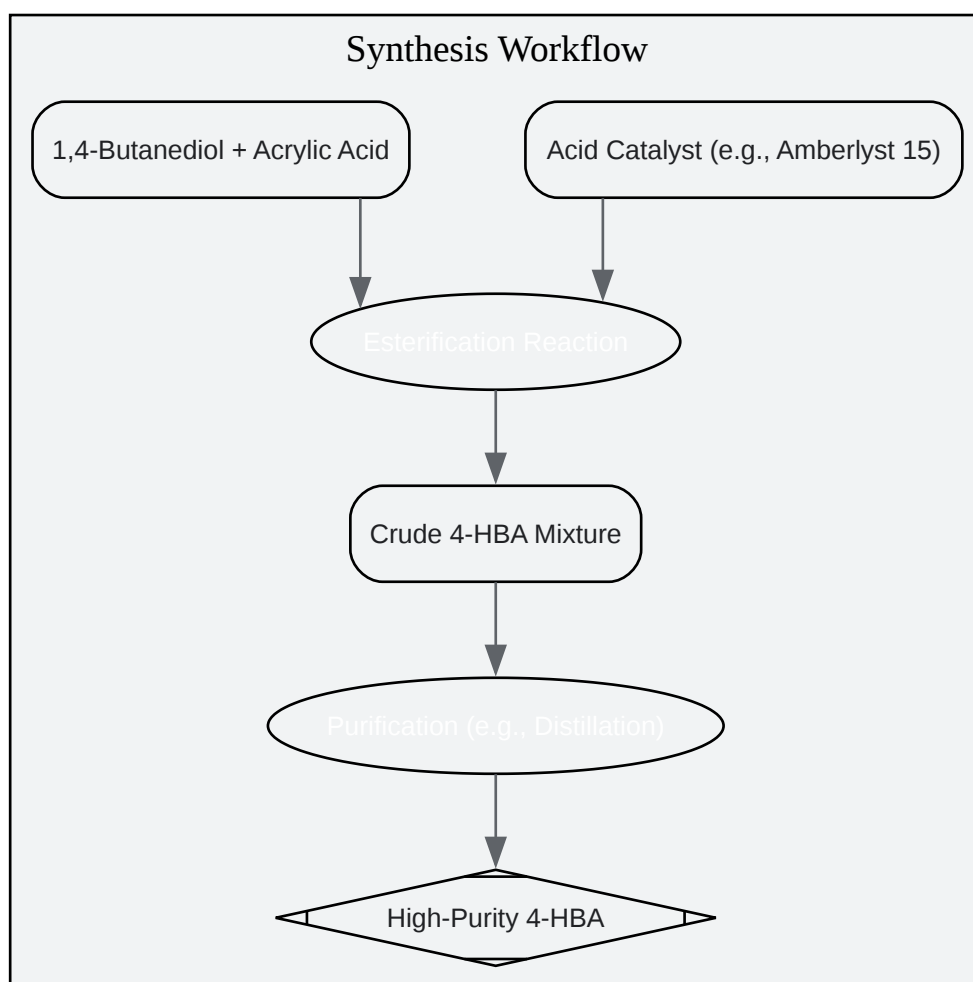 Synthesis Workflow
1,4-Butanediol + Acrylic Acid
Acid Catalyst (e.g., Amberlyst 15)
Esterification Reaction
Crude 4-HBA Mixture
Purification (e.g., Distillation)
High-Purity 4-HBA